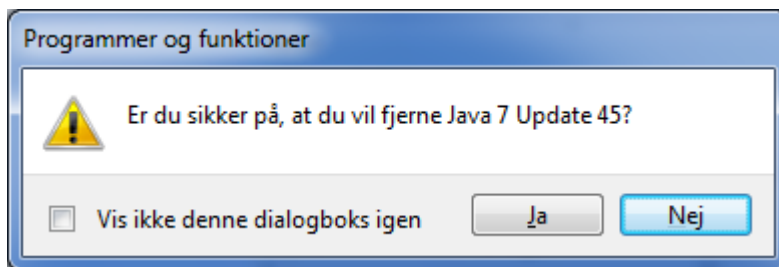 Programmer og funktioner
Er du sikker på, at du vil fjerne Java 7 Update 45?
Vis ikke denne dialogboks igen
Ja
Nej